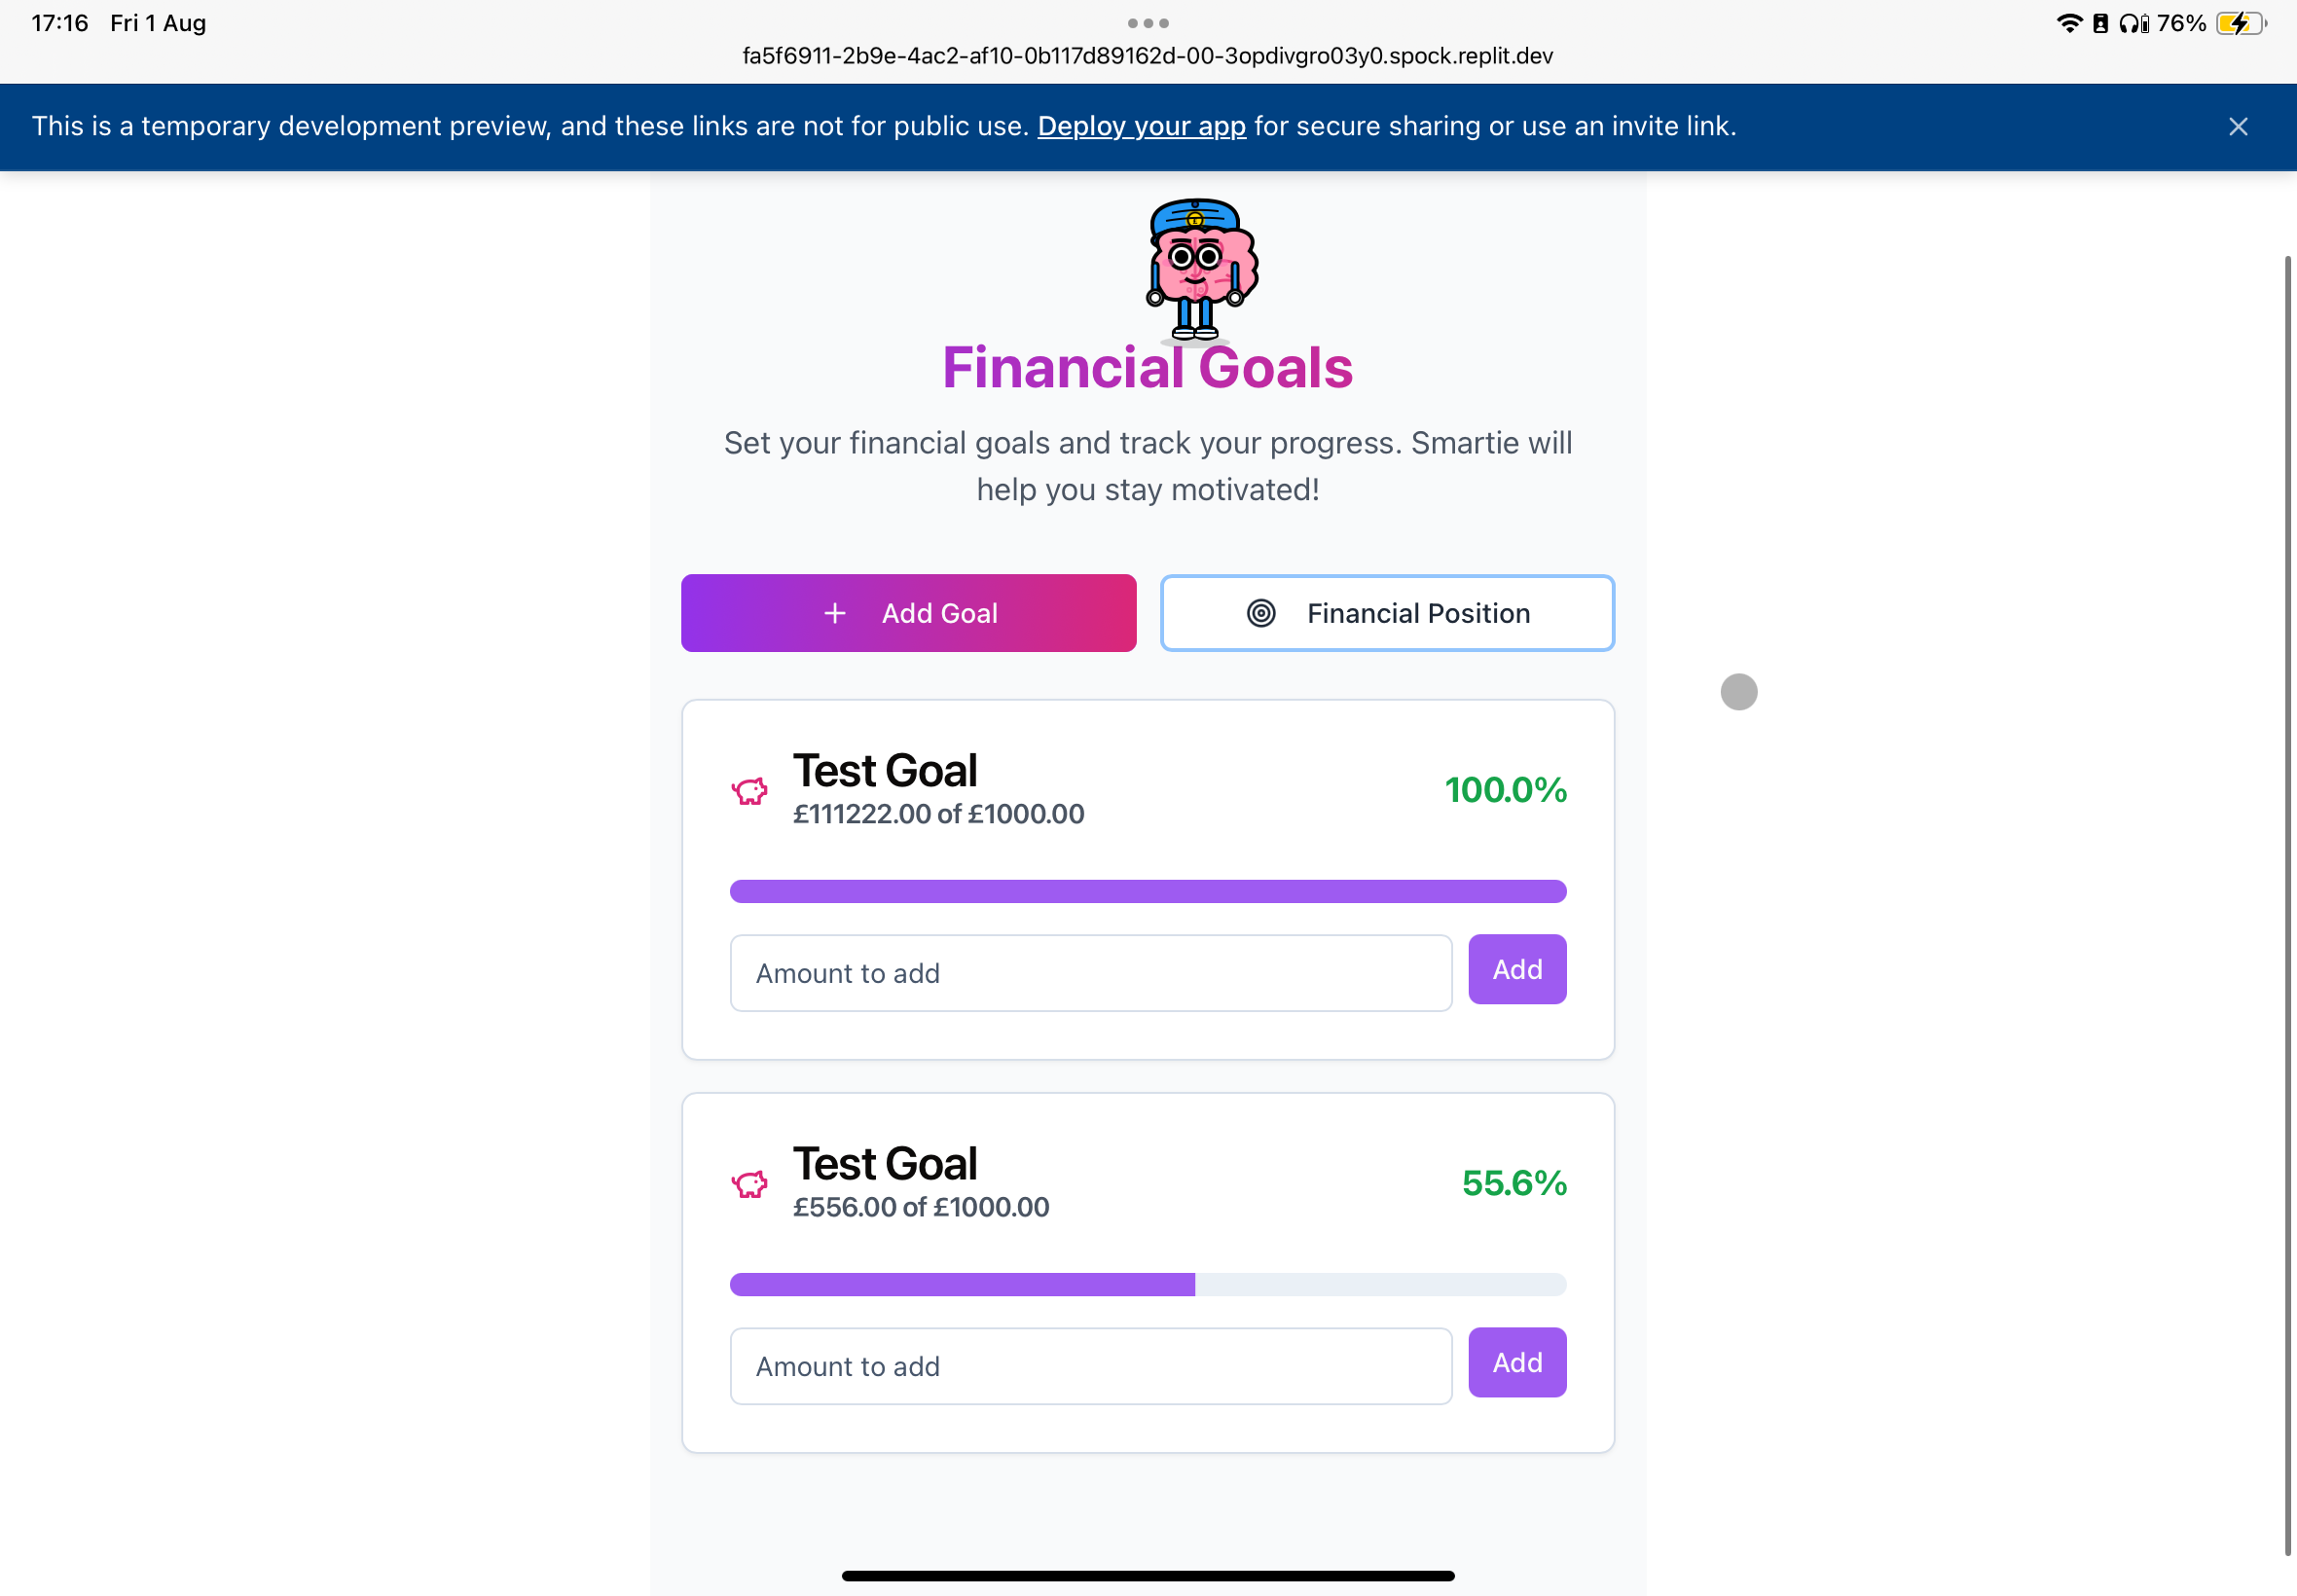 17:16 Fri 1 Aug
76%
fa5f6911-2b9e-4ac2-af10-0b117d89162d-00-3opdivgro03y0.spock.replit.dev
This is a temporary development preview, and these links are not for public use. Deploy your app for secure sharing or use an invite link.
£
Financial Goals
Set your financial goals and track your progress. Smartie will
help you stay motivated!
Add Goal
Financial Position
Test Goal
£111222.00 of £1000.00
100.0%
Amount to add
Add
Test Goal
£556.00 of £1000.00
55.6%
Amount to add
Add